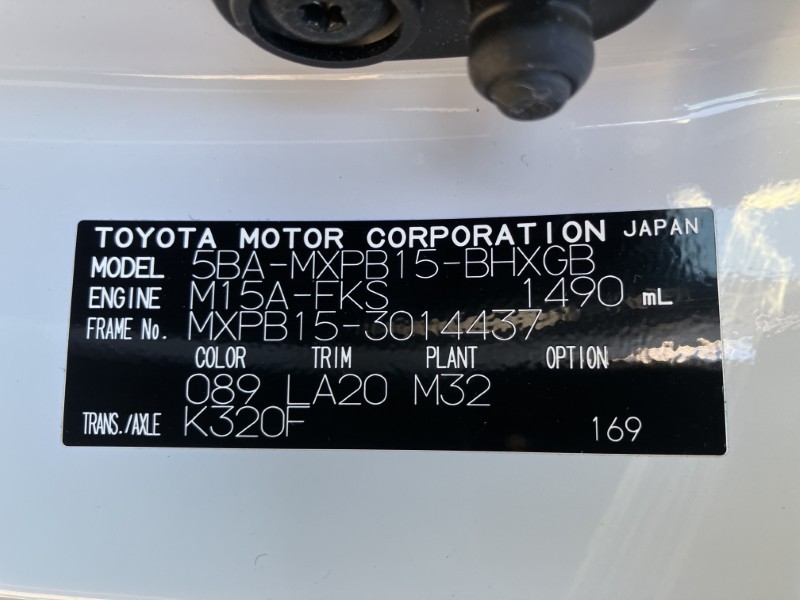 TOYOTA MOTOR CORPORATION JAPAN
MODEL 5BA-MXPB15-BHXGB
ENGINE M15A-FKS 1490 mL
FRAME No. MXPB15-3014437
COLOR TRIM PLANT OPTION
089 LA20 M32
TRANS./AXLE K320F 169